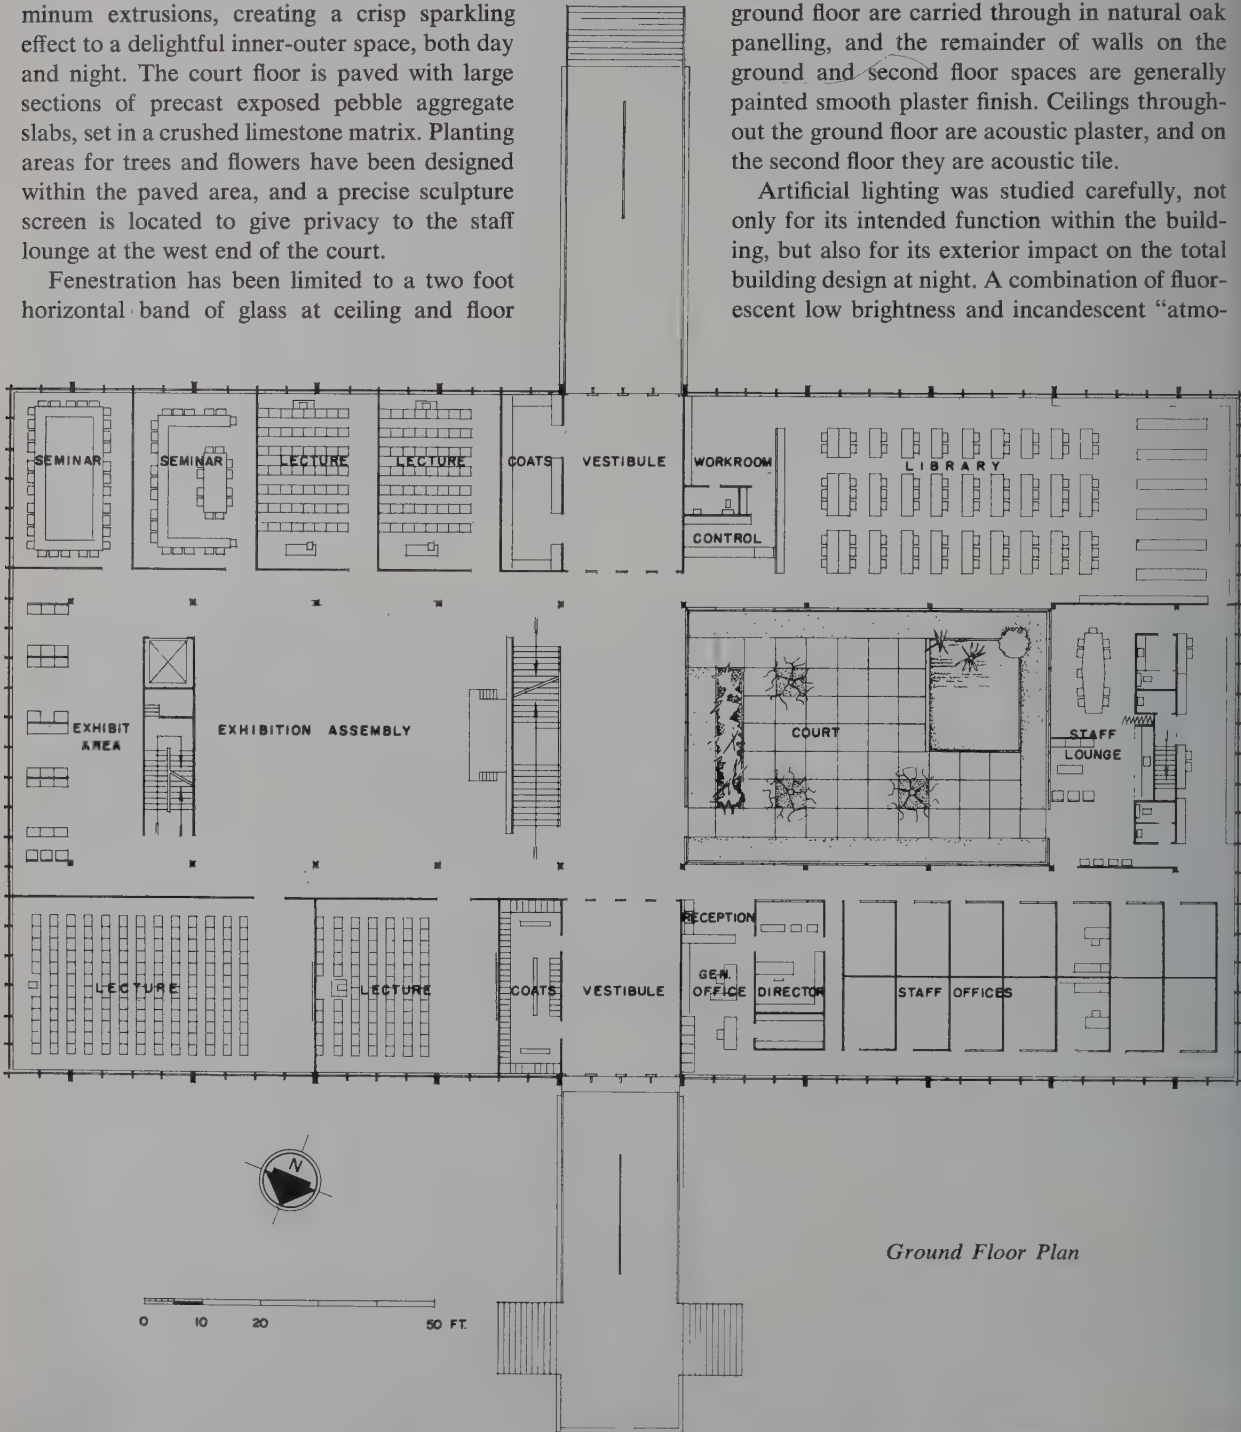 minum extrusions, creating a crisp sparkling
effect to a delightful inner-outer space, both day
and night. The court floor is paved with large
sections of precast exposed pebble aggregate
slabs, set in a crushed limestone matrix. Planting
areas for trees and flowers have been designed
within the paved area, and a precise sculpture
screen is located to give privacy to the staff
lounge at the west end of the court.
Fenestration has been limited to a two foot
horizontal band of glass at ceiling and floor
ground floor are carried through in natural oak
panelling, and the remainder of walls on the
ground and second floor spaces are generally
painted smooth plaster finish. Ceilings through-
out the ground floor are acoustic plaster, and on
the second floor they are acoustic tile.
Artificial lighting was studied carefully, not
only for its intended function within the build-
ing, but also for its exterior impact on the total
building design at night. A combination of fluor-
escent low brightness and incandescent “atmo-
SEMINAR
SEMINAR
LECTURE
LECTURE
COATS
VESTIBULE
WORKROOM
LIBRARY
CONTROL
EXHIBIT
AREA
EXHIBITION ASSEMBLY
COURT
STAFF
LOUNGE
LECTURE
LECTURE
COATS
VESTIBULE
RECEPTION
GEN.
OFFICE
DIRECTOR
STAFF OFFICES
N
Ground Floor Plan
0 10 20 50 FT.